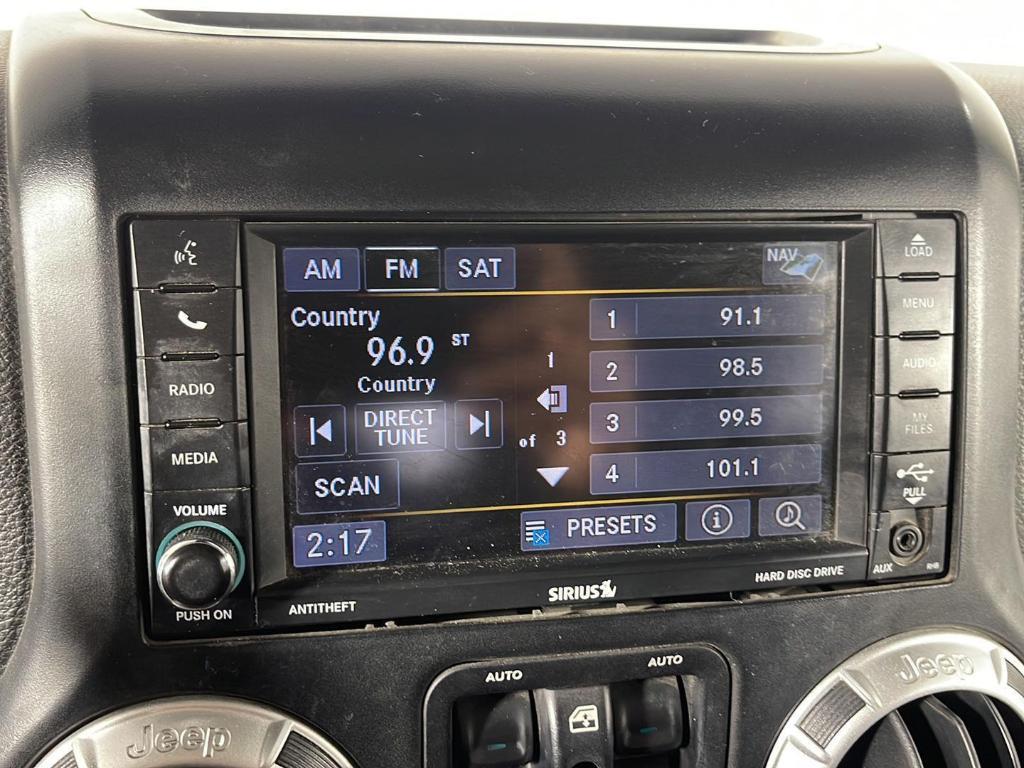 AM FM SAT NAV
Country
96.9 ST
Country
DIRECT
TUNE
SCAN
2:17
1
of 3
1 91.1
2 98.5
3 99.5
4 101.1
PRESETS
RADIO
MEDIA
VOLUME
PUSH ON
LOAD
MENU
AUDIO
MY
FILES
PULL
AUX RHB
ANTITHEFT
SIRIUS
HARD DISC DRIVE
AUTO AUTO
Jeep Jeep